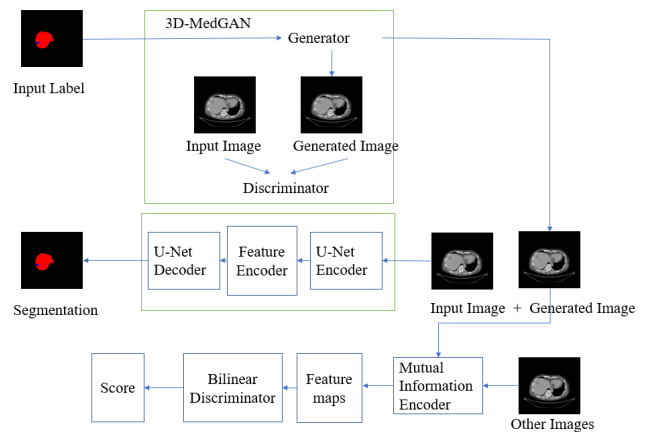 3D-MedGAN
Generator
Input Label
Input Image
Generated Image
Discriminator
U-Net
Decoder
Feature
Encoder
U-Net
Encoder
Segmentation
Input Image + Generated Image
Score
Bilinear
Discriminator
Feature
maps
Mutual
Information
Encoder
Other Images